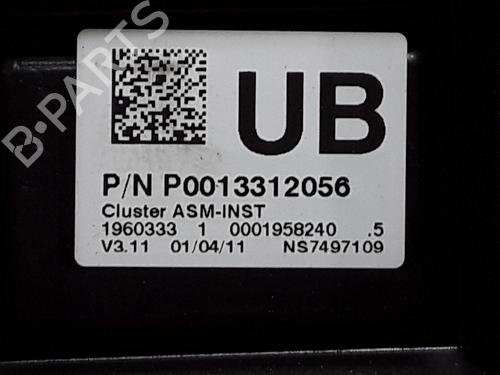 B-PARTS
UB
P/N P0013312056
Cluster ASM-INST
1960333 1 0001958240 .5
V3.11 01/04/11 NS7497109